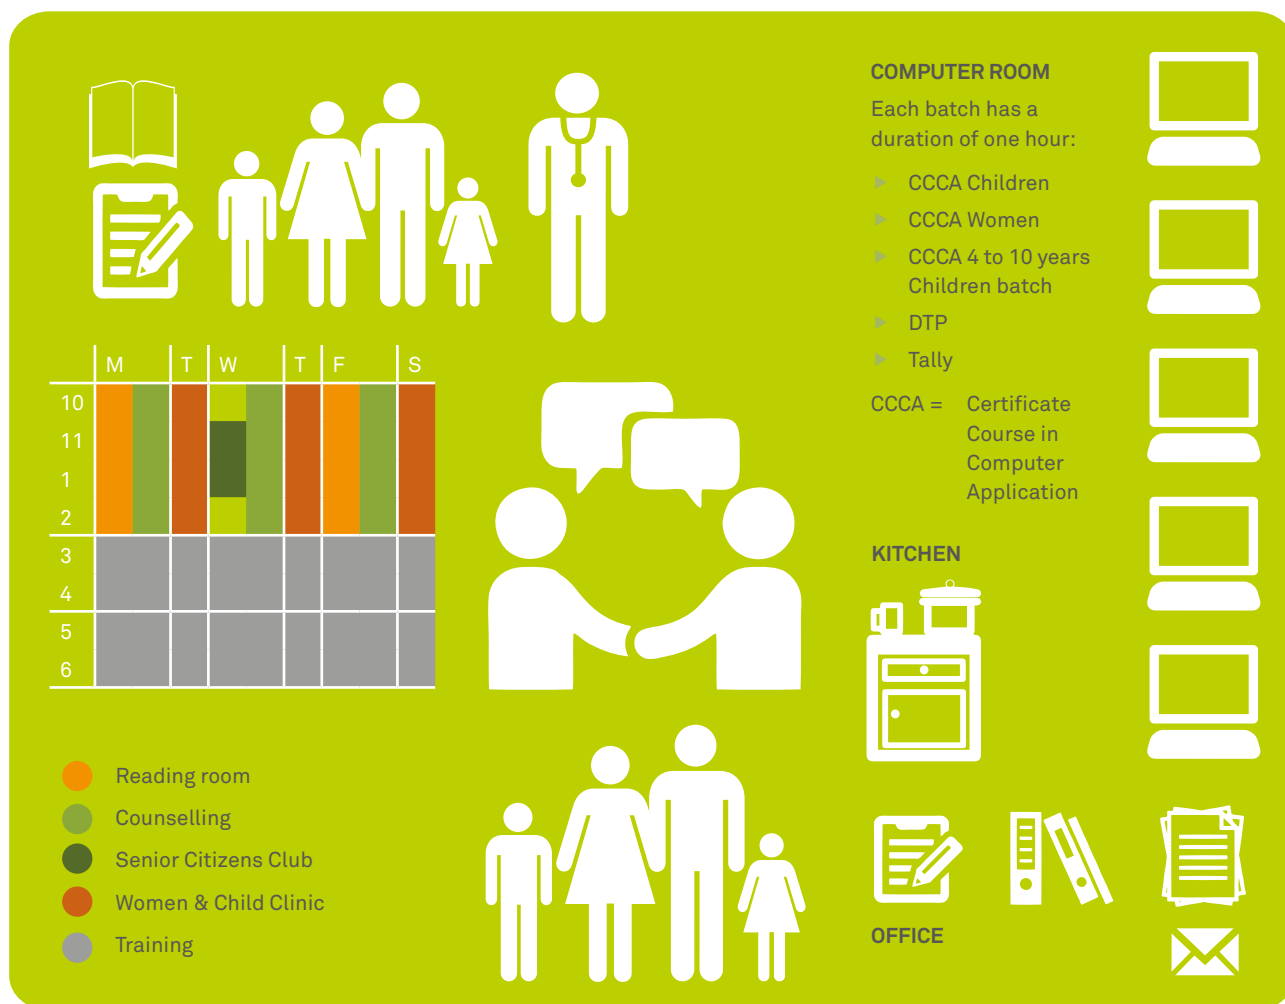 M T W T F S
10
11
1
2
3
4
5
6
Reading room
Counselling
Senior Citizens Club
Women & Child Clinic
Training
COMPUTER ROOM
Each batch has a
duration of one hour:
CCCA Children
CCCA Women
CCCA 4 to 10 years
Children batch
DTP
Tally
CCCA = Certificate
Course in
Computer
Application
KITCHEN
OFFICE